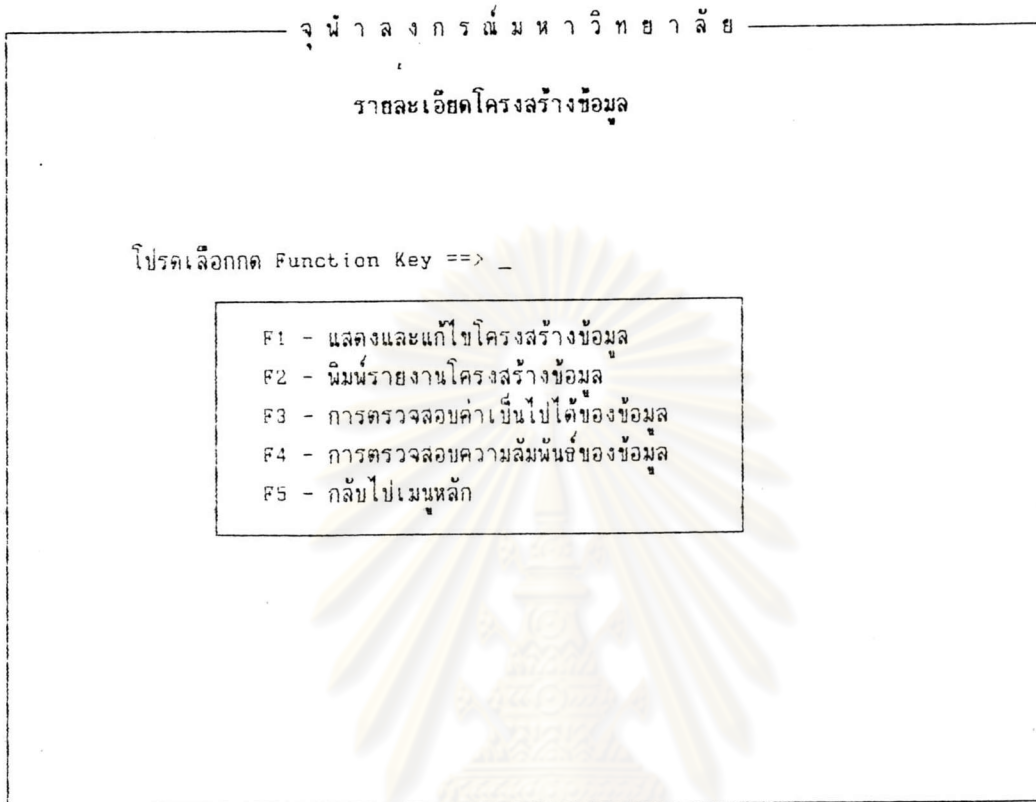 จุฬาลงกรณ์มหาวิทยาลัย
รายละเอียดโครงสร้างข้อมูล
โปรดเลือกกด Function Key ==> _
F1 - แสดงและแก้ไขโครงสร้างข้อมูล
F2 - พิมพ์รายงานโครงสร้างข้อมูล
F3 - การตรวจสอบค่าเป็นไปได้ของข้อมูล
F4 - การตรวจสอบความสัมพันธ์ของข้อมูล
F5 - กลับไปเมนูหลัก